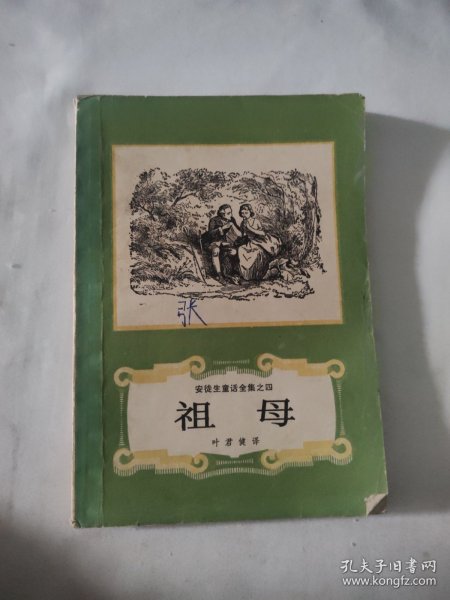 张
安徒生童话全集之四
祖母
叶君健译
孔夫子旧书网
www.kongfz.com